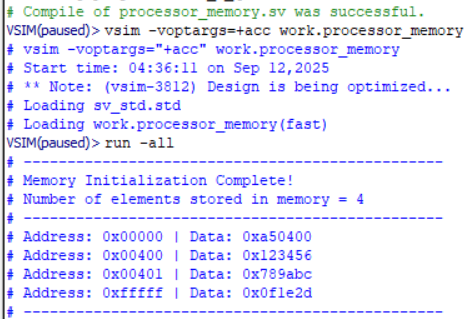 # Compile of processor_memory.sv was successful.
VSIM(paused)> vsim -voptargs=+acc work.processor_memory
# vsim -voptargs="+acc" work.processor_memory
# Start time: 04:36:11 on Sep 12,2025
# ** Note: (vsim-3812) Design is being optimized...
# Loading sv_std.std
# Loading work.processor_memory(fast)
VSIM(paused)> run -all
# ------------------------------------------------
# Memory Initialization Complete!
# Number of elements stored in memory = 4
# ------------------------------------------------
# Address: 0x00000 | Data: 0xa50400
# Address: 0x00400 | Data: 0x123456
# Address: 0x00401 | Data: 0x789abc
# Address: 0xfffff | Data: 0x0f1e2d
# ------------------------------------------------